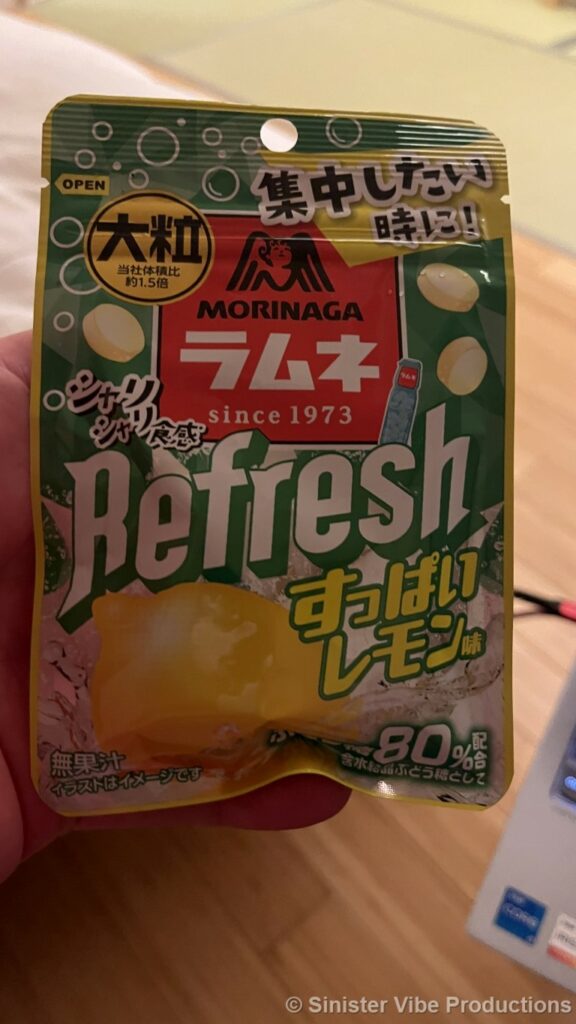 OPEN
集中したい
時に!
大粒
当社体積比
約1.5倍
MORINAGA
ラムネ
since 1973
シャリ
シャリ食感
Refresh
すっぱい
レモン味
80%配合
含水結晶ぶどう糖として
無果汁
イラストはイメージです
© Sinister Vibe Productions